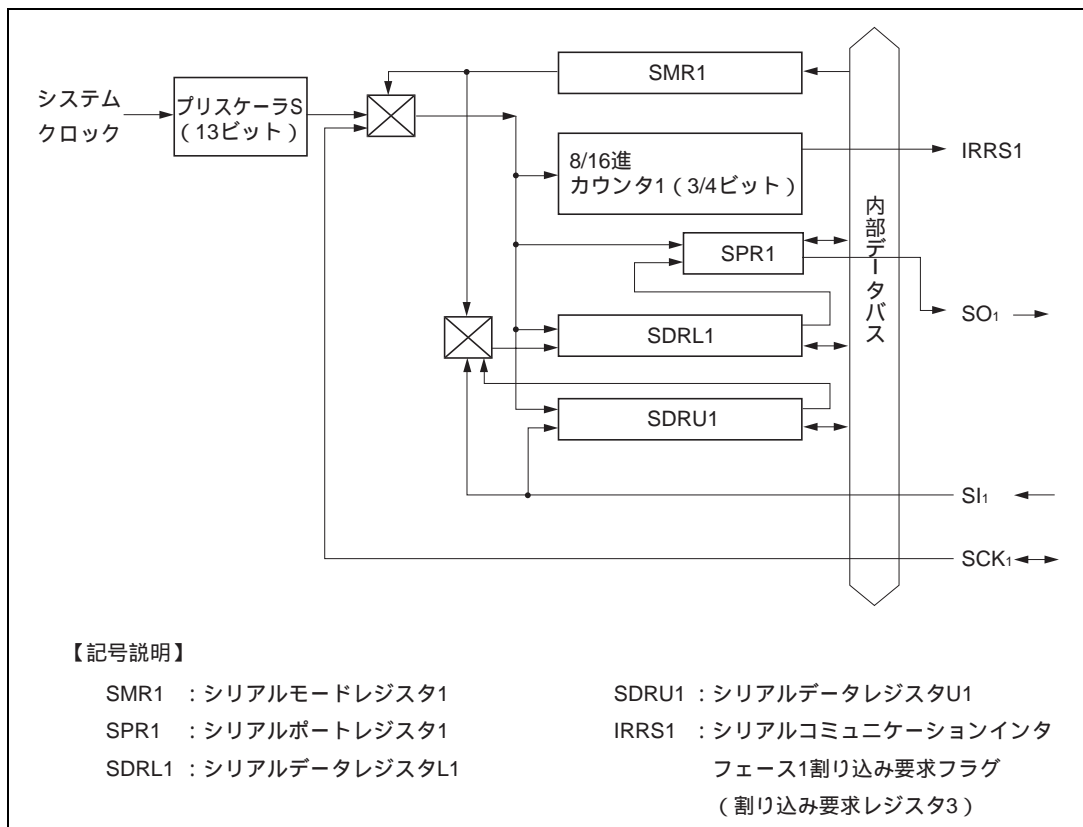 システム
クロック
プリスケーラS
（13ビット）
SMR1
8/16進
カウンタ1（3/4ビット）
SPR1
SDRL1
SDRU1
内部データバス
IRRS1
SO1
SI1
SCK1
【記号説明】
SMR1 ：シリアルモードレジスタ1
SPR1 ：シリアルポートレジスタ1
SDRL1 ：シリアルデータレジスタL1
SDRU1 ：シリアルデータレジスタU1
IRRS1 ：シリアルコミュニケーションインタ
フェース1割り込み要求フラグ
（割り込み要求レジスタ3）